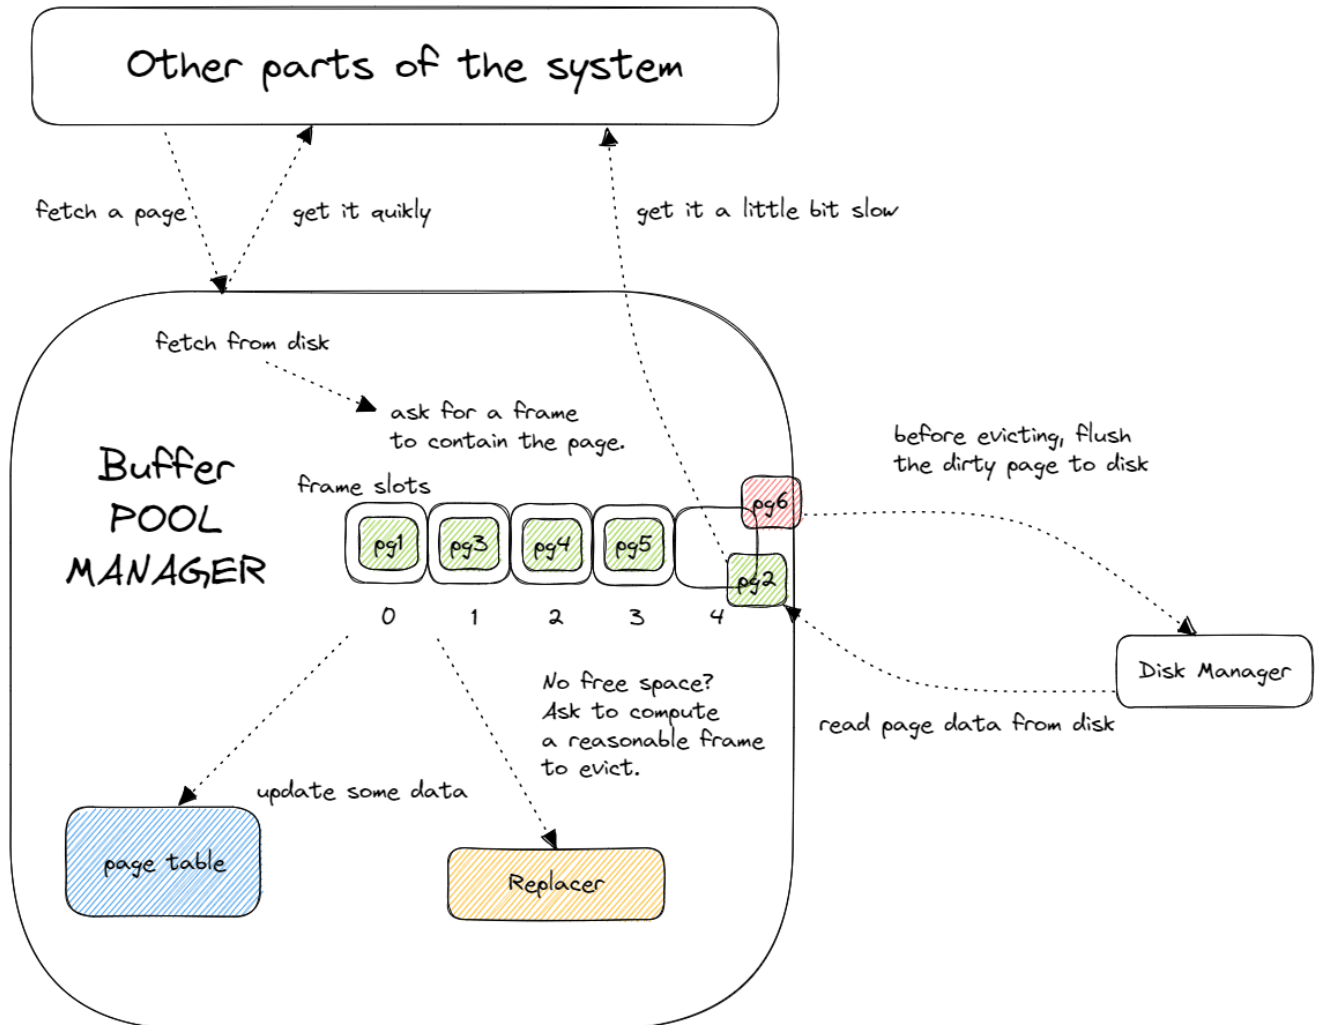 Other parts of the system
fetch a page
get it quikly
get it a little bit slow
fetch from disk
ask for a frame
to contain the page.
before evicting, flush
the dirty page to disk
Buffer
POOL
MANAGER
frame slots
pg1
pg3
pg4
pg5
pg6
pg2
0
1
2
3
4
Disk Manager
No free space?
Ask to compute
a reasonable frame
to evict.
read page data from disk
update some data
page table
Replacer